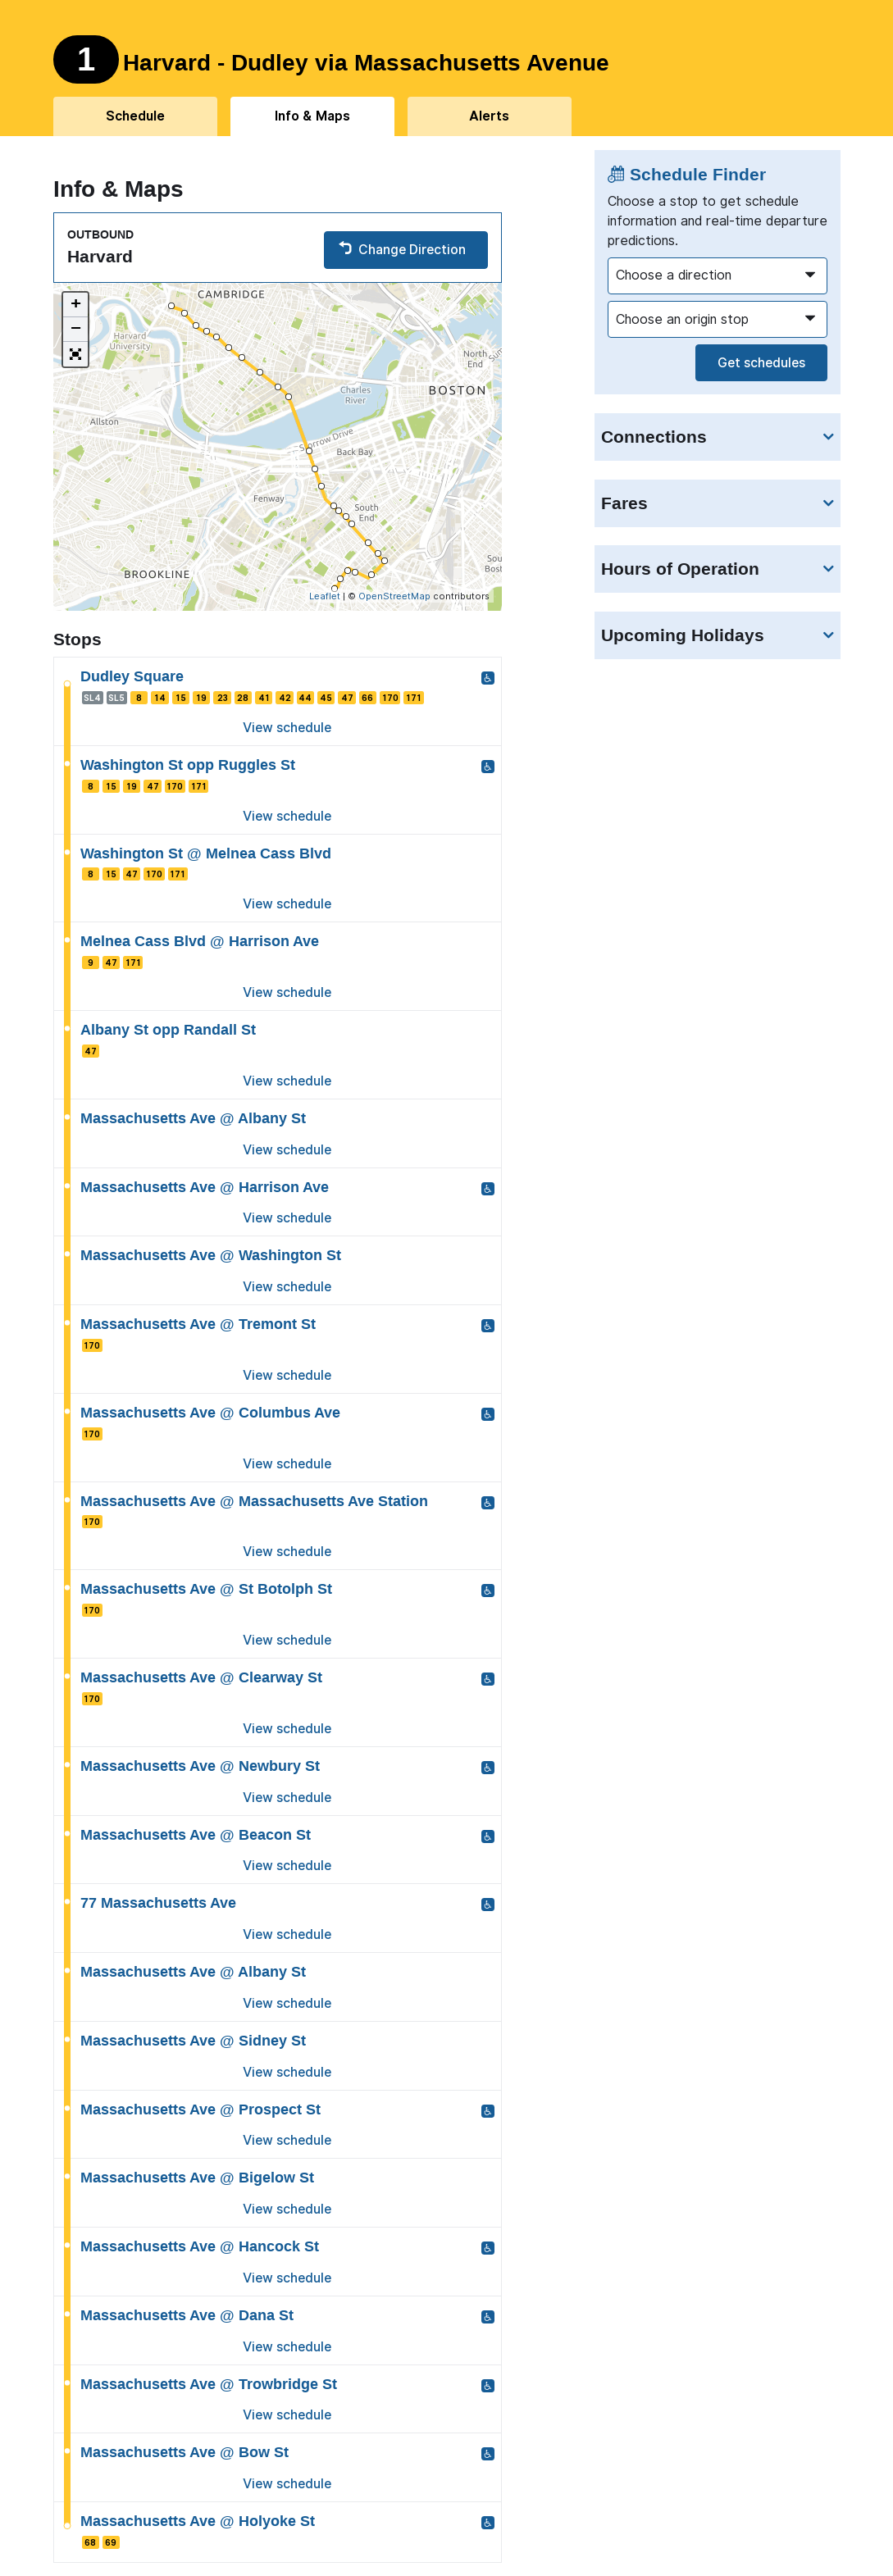 1 Harvard - Dudley via Massachusetts Avenue
Schedule
Info & Maps
Alerts
Info & Maps
OUTBOUND
Harvard
Change Direction
+
−
CAMBRIDGE
Harvard
University
North
End
BOSTON
Charles
River
Allston
Storrow Drive
Back Bay
Fenway
South
End
BROOKLINE
Leaflet | © OpenStreetMap contributors
Stops
Dudley Square
SL4 SL5 8 14 15 19 23 28 41 42 44 45 47 66 170 171
View schedule
Washington St opp Ruggles St
8 15 19 47 170 171
View schedule
Washington St @ Melnea Cass Blvd
8 15 47 170 171
View schedule
Melnea Cass Blvd @ Harrison Ave
9 47 171
View schedule
Albany St opp Randall St
47
View schedule
Massachusetts Ave @ Albany St
View schedule
Massachusetts Ave @ Harrison Ave
View schedule
Massachusetts Ave @ Washington St
View schedule
Massachusetts Ave @ Tremont St
170
View schedule
Massachusetts Ave @ Columbus Ave
170
View schedule
Massachusetts Ave @ Massachusetts Ave Station
170
View schedule
Massachusetts Ave @ St Botolph St
170
View schedule
Massachusetts Ave @ Clearway St
170
View schedule
Massachusetts Ave @ Newbury St
View schedule
Massachusetts Ave @ Beacon St
View schedule
77 Massachusetts Ave
View schedule
Massachusetts Ave @ Albany St
View schedule
Massachusetts Ave @ Sidney St
View schedule
Massachusetts Ave @ Prospect St
View schedule
Massachusetts Ave @ Bigelow St
View schedule
Massachusetts Ave @ Hancock St
View schedule
Massachusetts Ave @ Dana St
View schedule
Massachusetts Ave @ Trowbridge St
View schedule
Massachusetts Ave @ Bow St
View schedule
Massachusetts Ave @ Holyoke St
68 69
Schedule Finder
Choose a stop to get schedule
information and real-time departure
predictions.
Choose a direction
Choose an origin stop
Get schedules
Connections
Fares
Hours of Operation
Upcoming Holidays